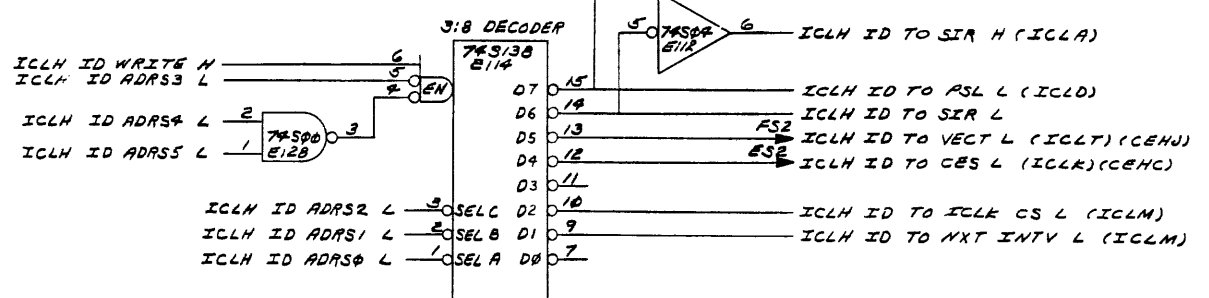 3:8 DECODER
74S138
E114
5 74S04 6
E112
ICLH ID TO SIR H (ICLA)
ICLH ID WRITE H 6
ICLH ID ADRS3 L 5
4 EN
ICLH ID ADRS4 L 2
74S00 3
E128
ICLH ID ADRS5 L 1
D7 15 ICLH ID TO PSL L (ICLD)
D6 14 ICLH ID TO SIR L
D5 13 FS2 ICLH ID TO VECT L (ICLT)(CEHJ)
D4 12 ES2 ICLH ID TO CES L (ICLK)(CEHC)
D3 11
ICLH ID ADRS2 L 3 SEL C D2 10 ICLH ID TO ICLK CS L (ICLM)
ICLH ID ADRS1 L 2 SEL B D1 9 ICLH ID TO NXT INTV L (ICLM)
ICLH ID ADRSØ L 1 SEL A DØ 7